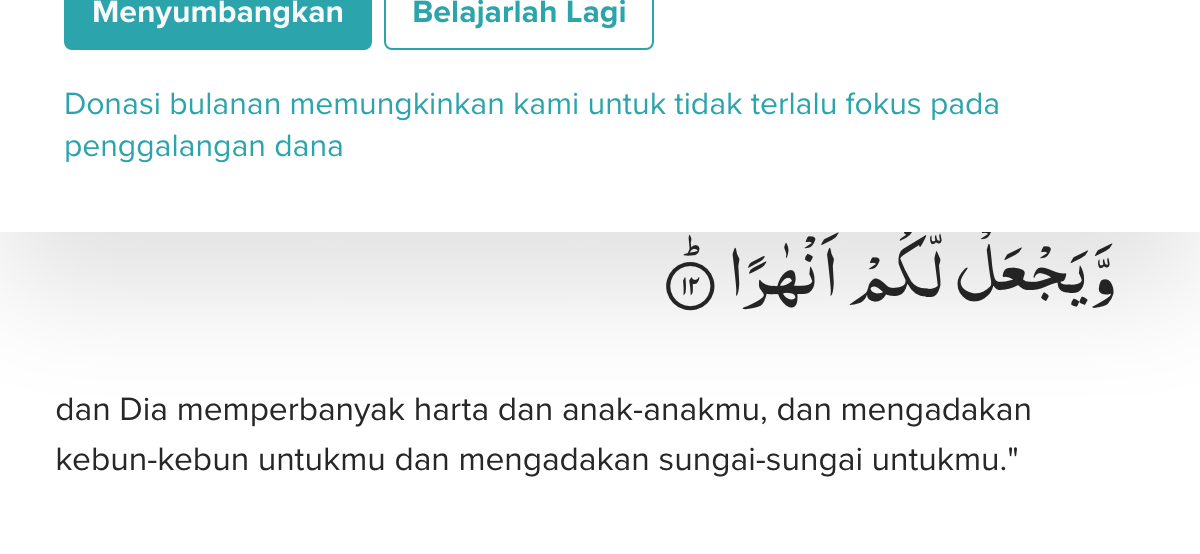 Menyumbangkan
Belajarlah Lagi
Donasi bulanan memungkinkan kami untuk tidak terlalu fokus pada
penggalangan dana
وَّيَجْعَلْ لَّكُمْ اَنْهٰرًا ۗ ١٢
dan Dia memperbanyak harta dan anak-anakmu, dan mengadakan
kebun-kebun untukmu dan mengadakan sungai-sungai untukmu."